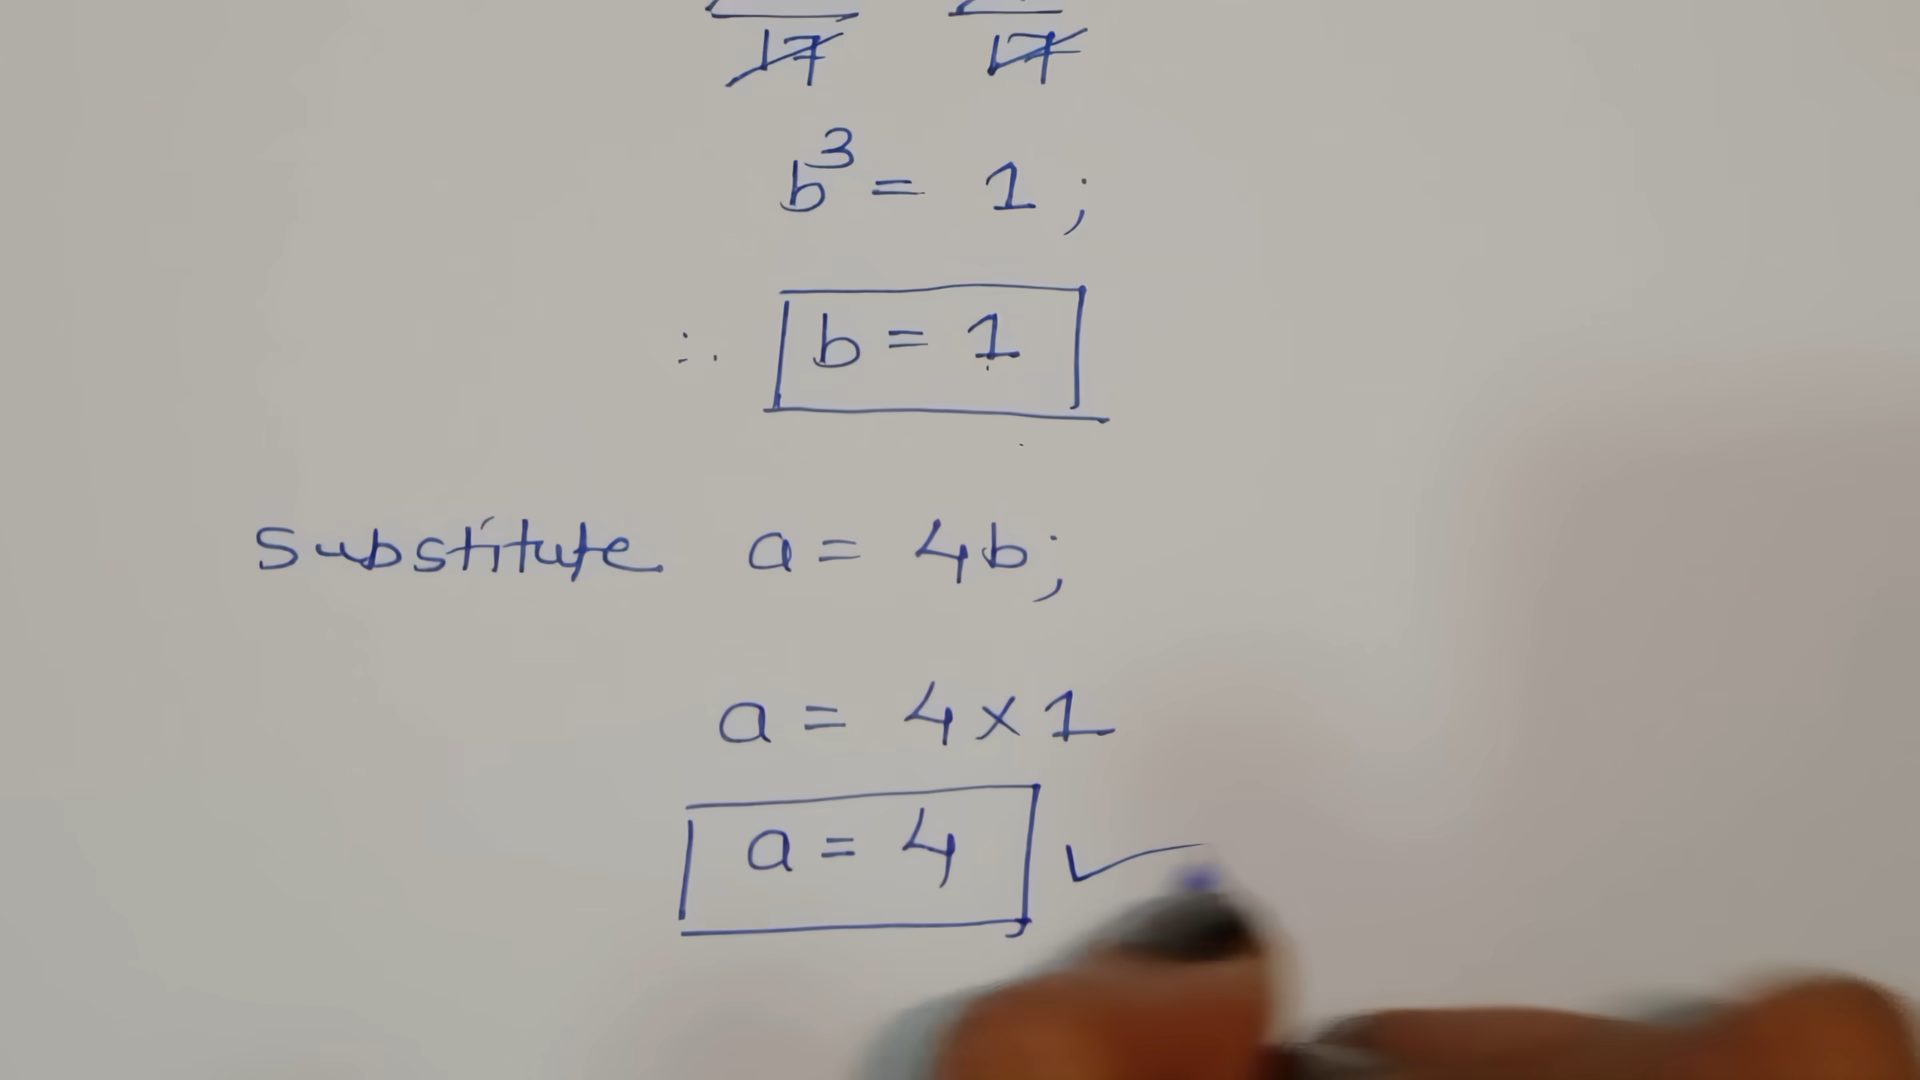 17 17
b³ = 1 ;
∴ b = 1
Substitute a = 4b;
a = 4 × 1
a = 4 ✓